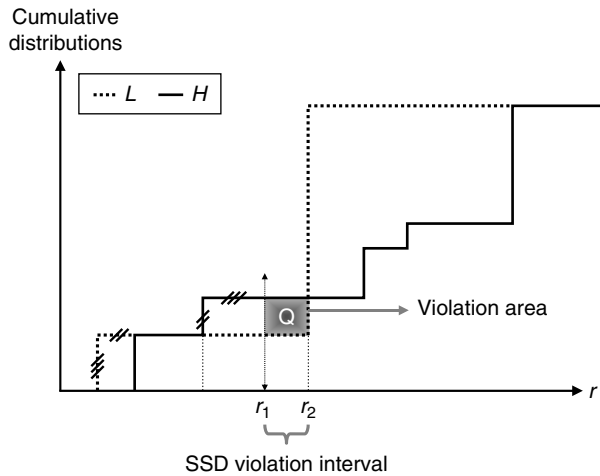 Cumulative
distributions
L H
Q
Violation area
r1 r2 r
SSD violation interval